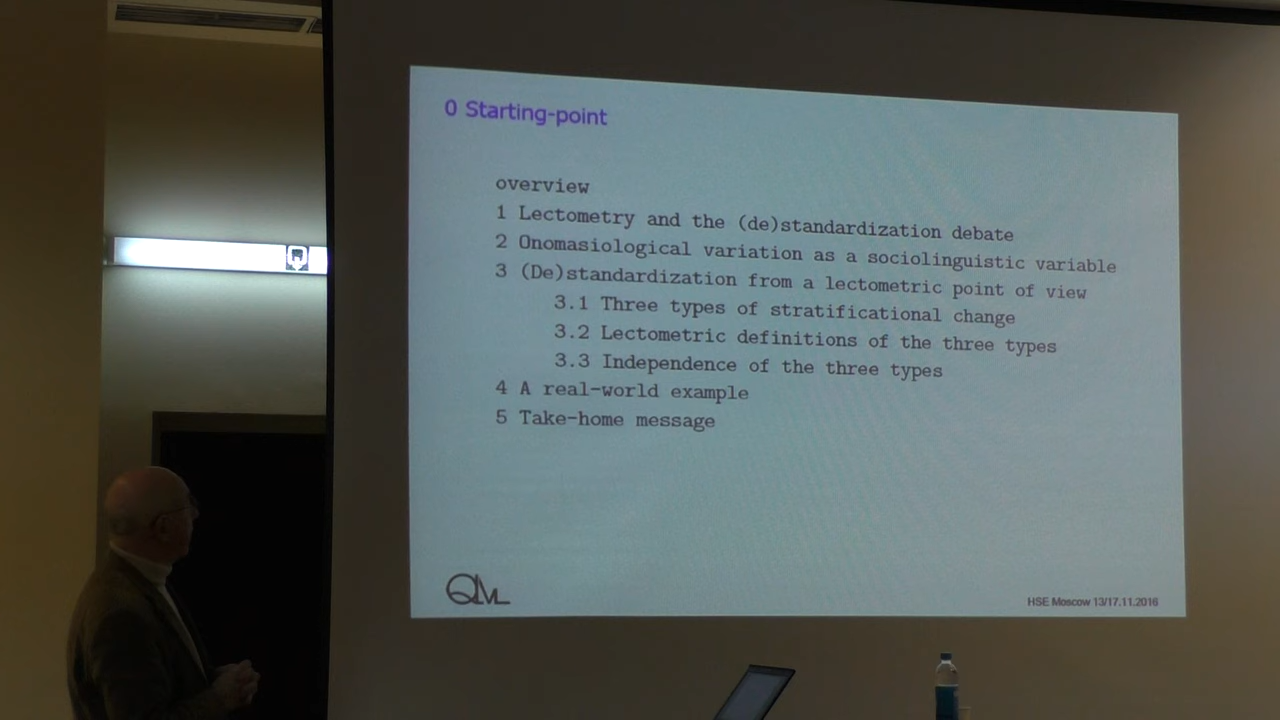 0 Starting-point
overview
1 Lectometry and the (de)standardization debate
2 Onomasiological variation as a sociolinguistic variable
3 (De)standardization from a lectometric point of view
3.1 Three types of stratificational change
3.2 Lectometric definitions of the three types
3.3 Independence of the three types
4 A real-world example
5 Take-home message
QLVL
HSE Moscow 13/17.11.2016